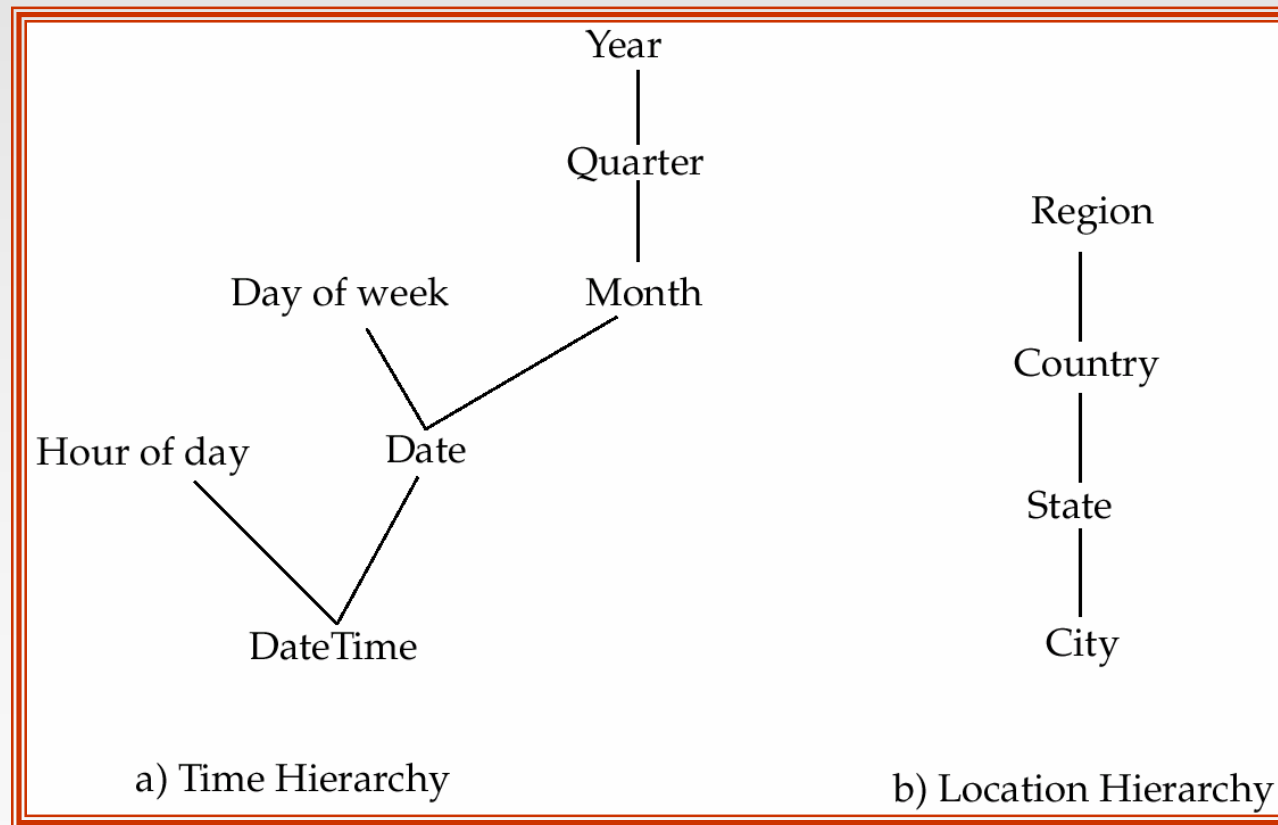 Year
Quarter
Region
Day of week
Month
Country
Hour of day
Date
State
DateTime
City
a) Time Hierarchy
b) Location Hierarchy